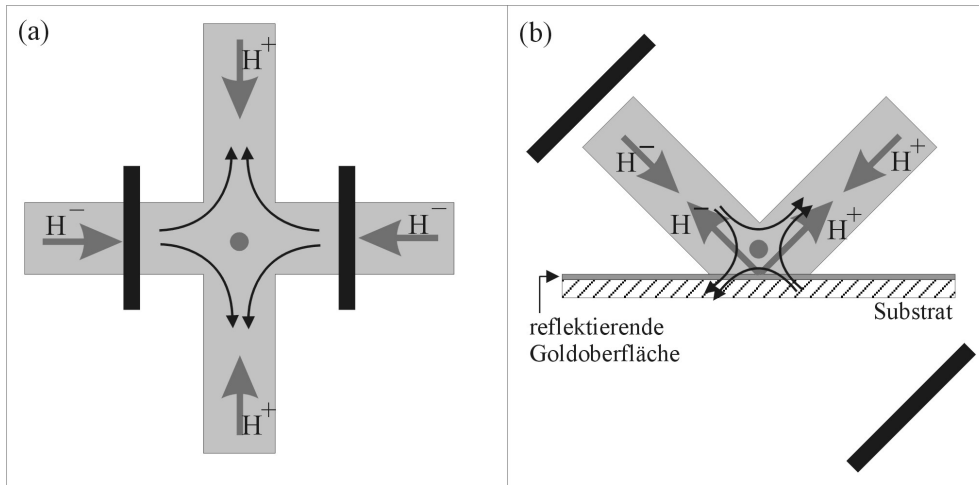 (a)
H+
H−
H−
H+
(b)
H−
H+
H−
H+
reflektierende
Goldoberfläche
Substrat